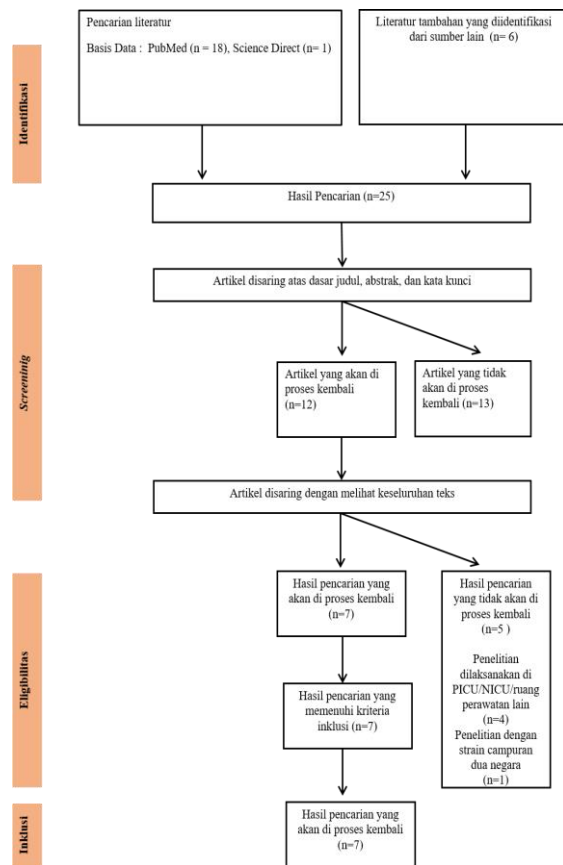 Pencarian literatur
Basis Data : PubMed (n = 18), Science Direct (n= 1)
Literatur tambahan yang diidentifikasi
dari sumber lain (n= 6)
Identifikasi
Hasil Pencarian (n=25)
Screeninig
Artikel disaring atas dasar judul, abstrak, dan kata kunci
Artikel yang akan di
proses kembali
(n=12)
Artikel yang tidak
akan di proses
kembali (n=13)
Artikel disaring dengan melihat keseluruhan teks
Eligibilitas
Hasil pencarian yang
akan di proses kembali
(n=7)
Hasil pencarian
yang tidak akan di
proses kembali
(n=5 )
Penelitian
dilaksanakan di
PICU/NICU/ruang
perawatan lain
(n=4)
Penelitian dengan
strain campuran
dua negara
(n=1)
Hasil pencarian yang
memenuhi kriteria
inklusi (n=7)
Inklusi
Hasil pencarian yang
akan di proses kembali
(n=7)